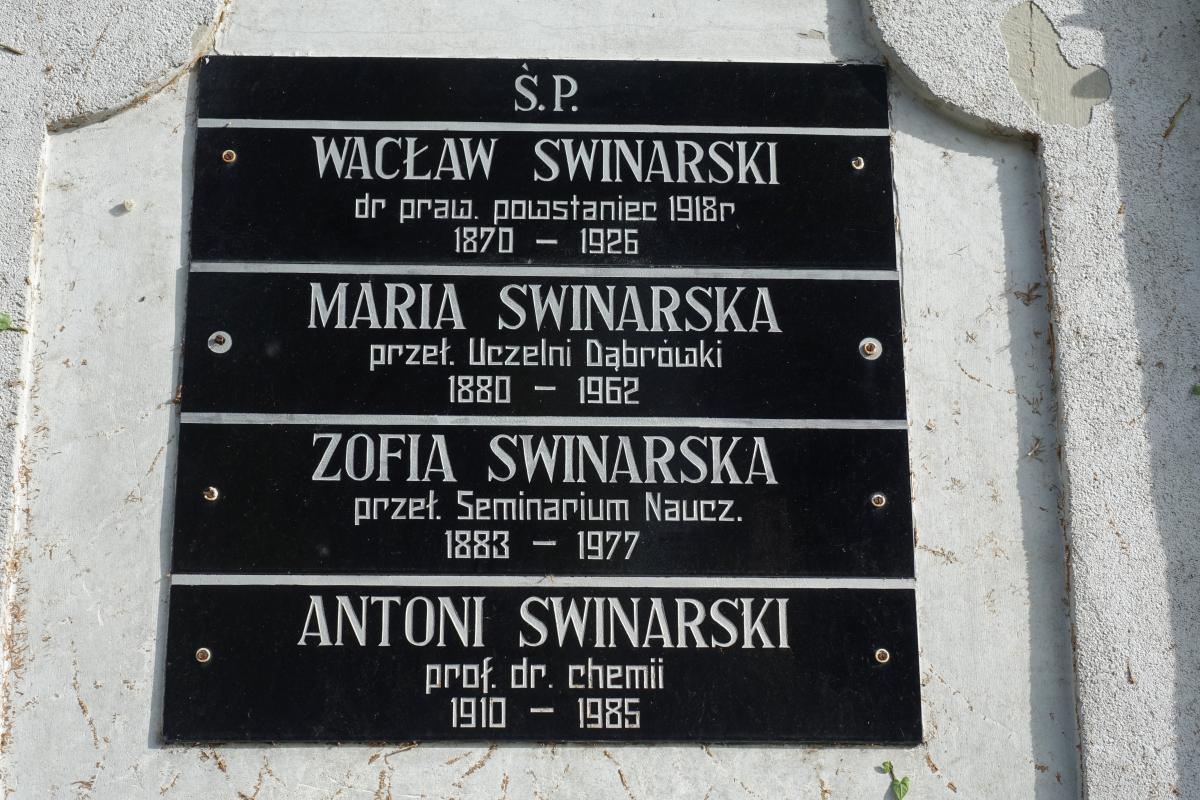 Ś.P.
WACŁAW SWINARSKI
dr praw. powstaniec 1918r
1870 – 1926
MARIA SWINARSKA
przeł. Uczelni Dąbrówki
1880 – 1962
ZOFIA SWINARSKA
przeł. Seminarium Naucz.
1883 – 1977
ANTONI SWINARSKI
prof. dr. chemii
1910 – 1985